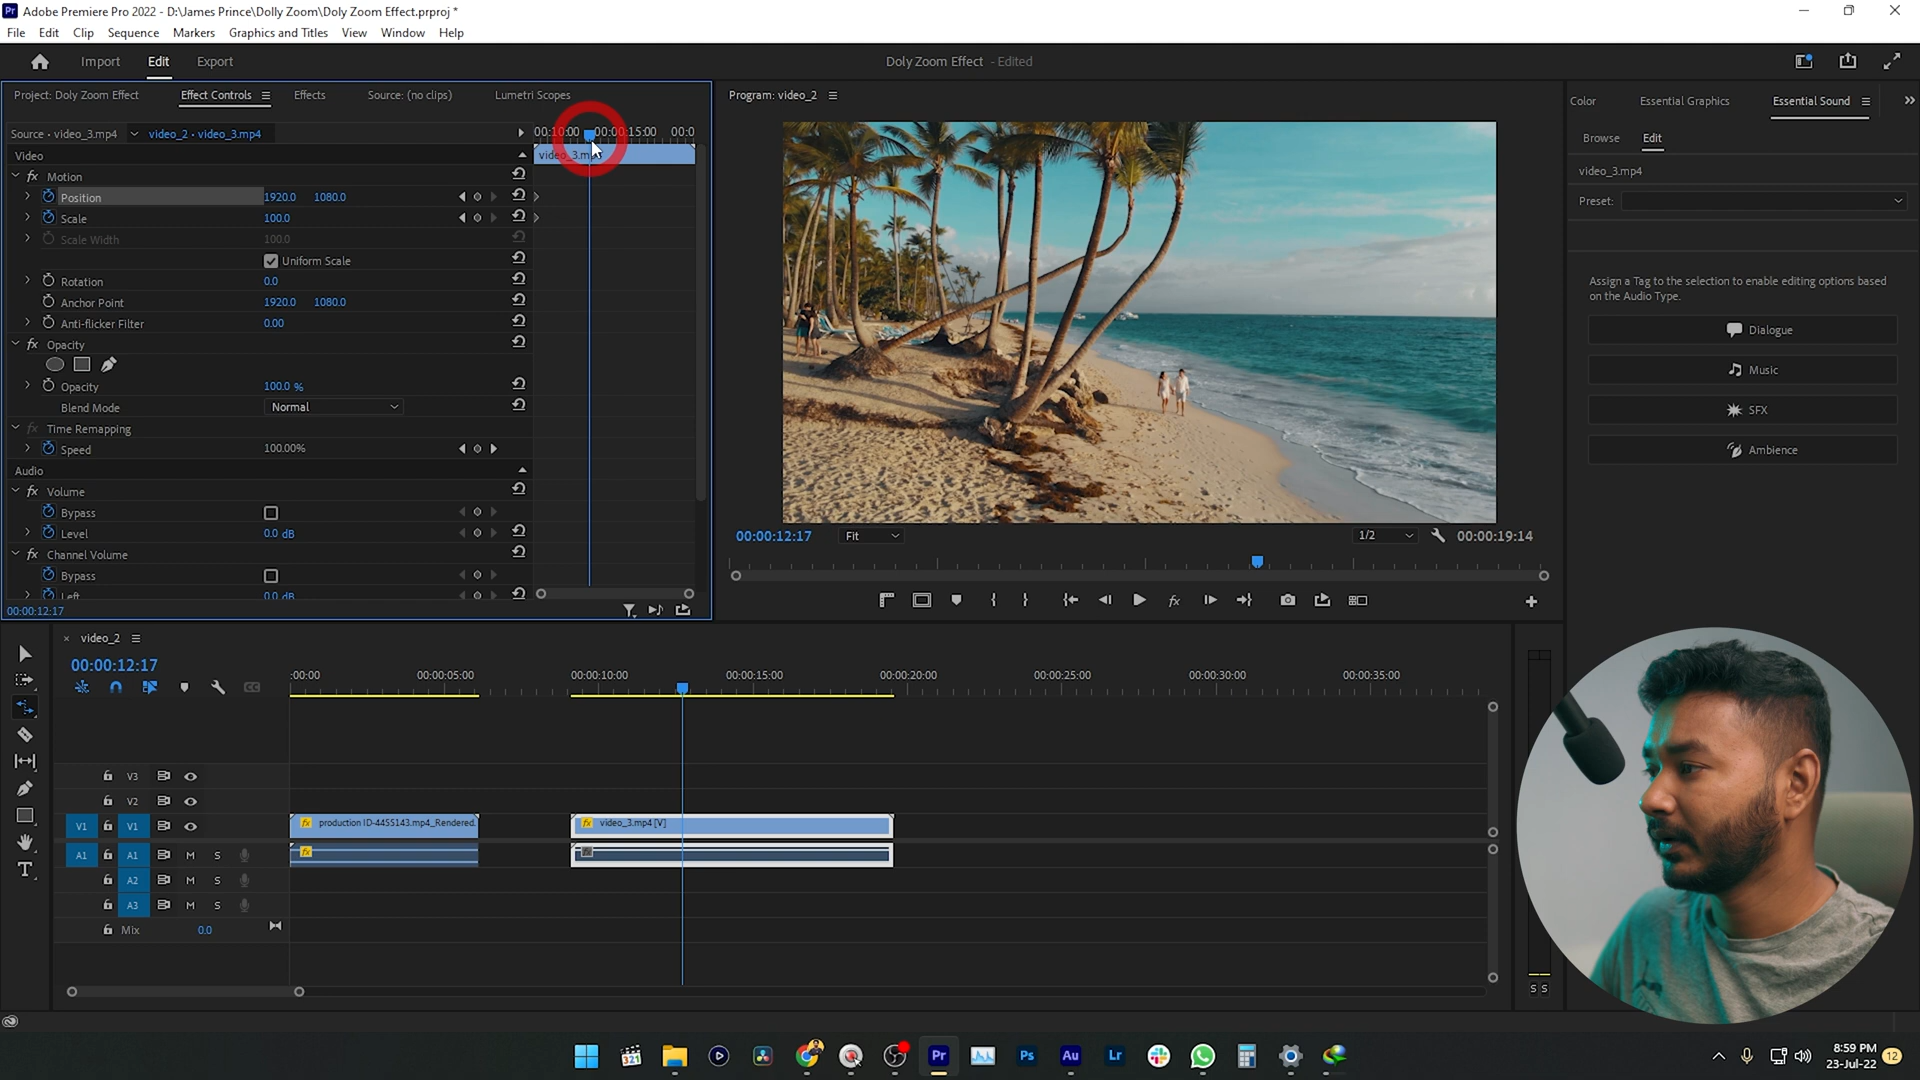 Pr Adobe Premiere Pro 2022 - D:\James Prince\Dolly Zoom\Doly Zoom Effect.prproj *
File Edit Clip Sequence Markers Graphics and Titles View Window Help
Import Edit Export Doly Zoom Effect - Edited
Project: Doly Zoom Effect Effect Controls Effects Source: (no clips) Lumetri Scopes
Program: video_2
Color Essential Graphics Essential Sound
Source • video_3.mp4 video_2 • video_3.mp4
00:10:00 00:00:15:00 00:0
Browse Edit
Video
video_3.mp4
Motion
Position 1920.0 1080.0
Scale 100.0
Scale Width 100.0
Uniform Scale
Rotation 0.0
Anchor Point 1920.0 1080.0
Anti-flicker Filter 0.00
Opacity
Opacity 100.0 %
Blend Mode Normal
Time Remapping
Speed 100.00%
Audio
Volume
Bypass
Level 0.0 dB
Channel Volume
Bypass
Left 0.0 dB
00:00:12:17
00:00:12:17 Fit 1/2 00:00:19:14
video_3.mp4
Preset:
Assign a Tag to the selection to enable editing options based
on the Audio Type.
Dialogue
Music
SFX
Ambience
video_2
00:00:12:17
:00:00 00:00:05:00 00:00:10:00 00:00:15:00 00:00:20:00 00:00:25:00 00:00:30:00 00:00:35:00
V3
V2
V1 V1 fx production ID-4455143.mp4_Rendered. fx video_3.mp4 [V]
A1 A1 M S fx
A2 M S
A3 M S
Mix 0.0
S S
321 Pr Ps Au Lr
8:59 PM
23-Jul-22
12